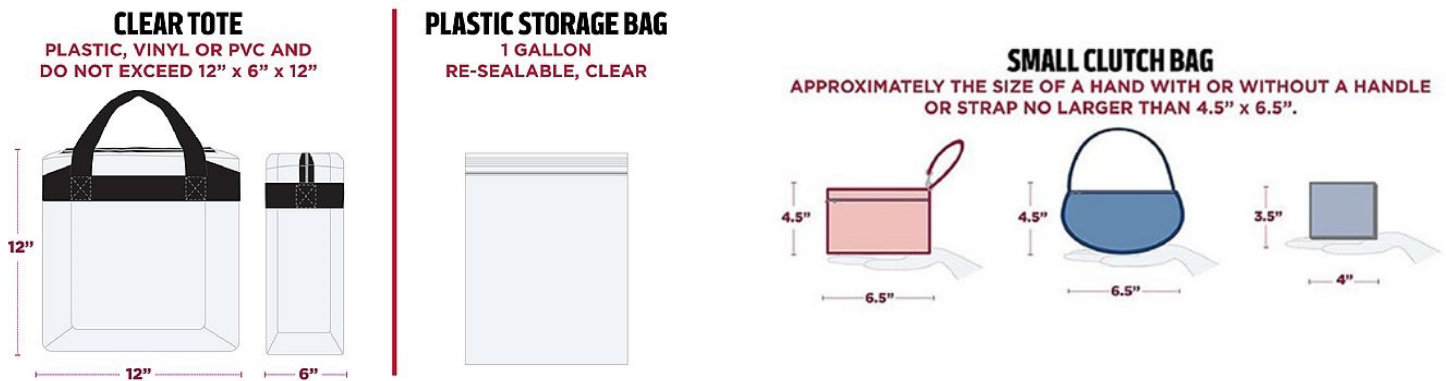 CLEAR TOTE
PLASTIC, VINYL OR PVC AND
DO NOT EXCEED 12” x 6” x 12”
12”
12”
6”
PLASTIC STORAGE BAG
1 GALLON
RE-SEALABLE, CLEAR
SMALL CLUTCH BAG
APPROXIMATELY THE SIZE OF A HAND WITH OR WITHOUT A HANDLE
OR STRAP NO LARGER THAN 4.5” x 6.5”.
4.5”
6.5”
4.5”
6.5”
3.5”
4”